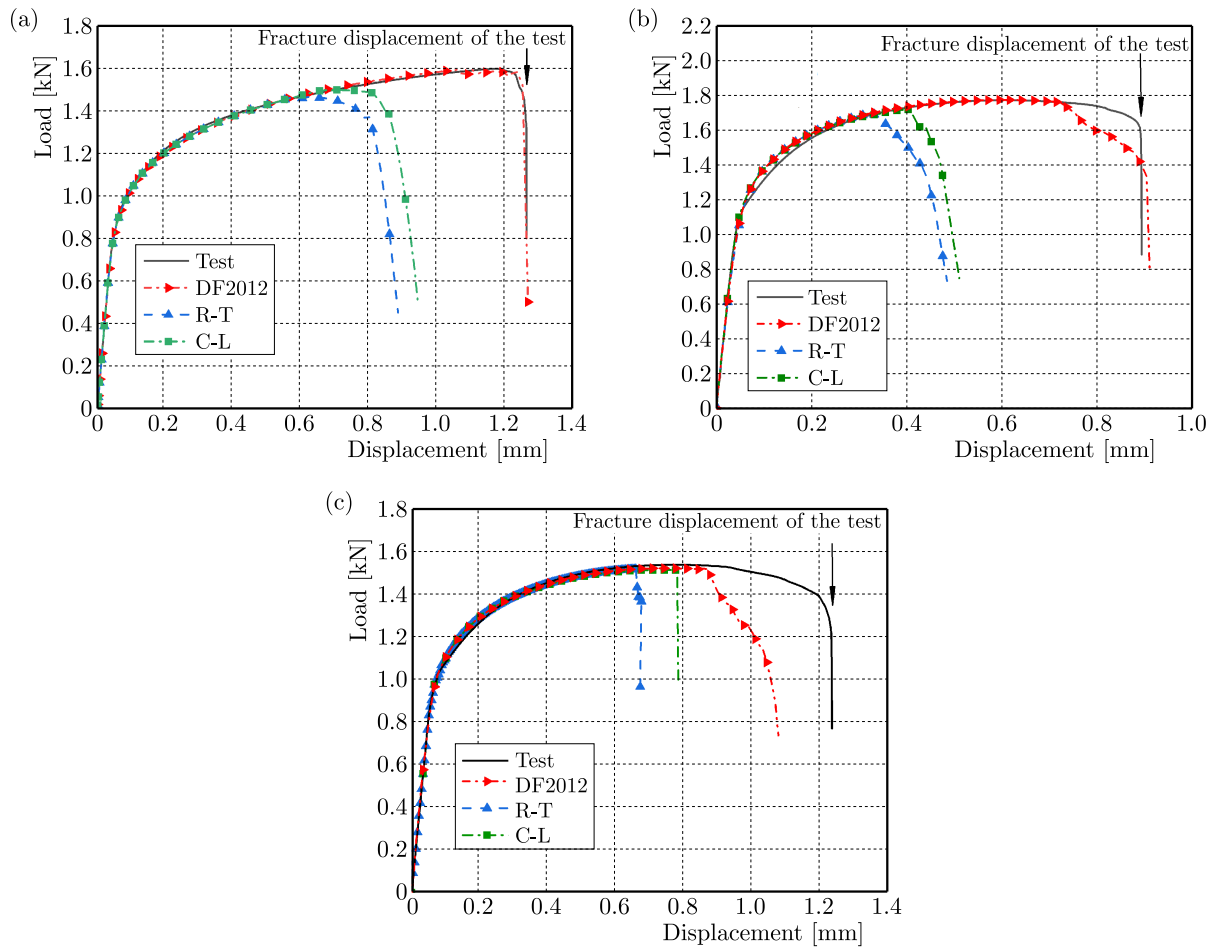 (a)
Load [kN]
1.8
1.6
1.4
1.2
1.0
0.8
0.6
0.4
0.2
0
Fracture displacement of the test
Test
DF2012
R-T
C-L
0 0.2 0.4 0.6 0.8 1.0 1.2 1.4
Displacement [mm]
(b)
Load [kN]
2.2
2.0
1.8
1.6
1.4
1.2
1.0
0.8
0.6
0.4
0.2
0
Fracture displacement of the test
Test
DF2012
R-T
C-L
0 0.2 0.4 0.6 0.8 1.0
Displacement [mm]
(c)
Load [kN]
1.8
1.6
1.4
1.2
1.0
0.8
0.6
0.4
0.2
0
Fracture displacement of the test
Test
DF2012
R-T
C-L
0 0.2 0.4 0.6 0.8 1.0 1.2 1.4
Displacement [mm]